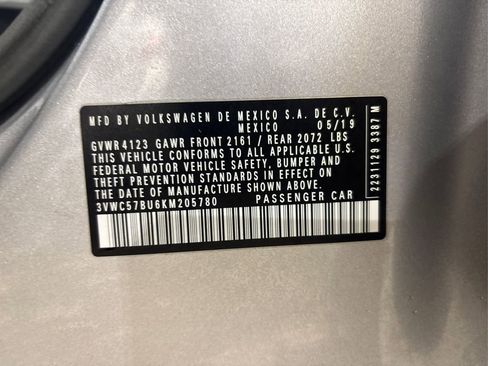 MFD BY VOLKSWAGEN DE MEXICO S.A. DE C.V.
MEXICO 05/19
GVWR 4123 GAWR FRONT 2161 / REAR 2072 LBS
THIS VEHICLE CONFORMS TO ALL APPLICABLE U.S.
FEDERAL MOTOR VEHICLE SAFETY, BUMPER AND
THEFT PREVENTION STANDARDS IN EFFECT ON
THE DATE OF MANUFACTURE SHOWN ABOVE.
3VWC57BU6KM205780 PASSENGER CAR
22311293387 M